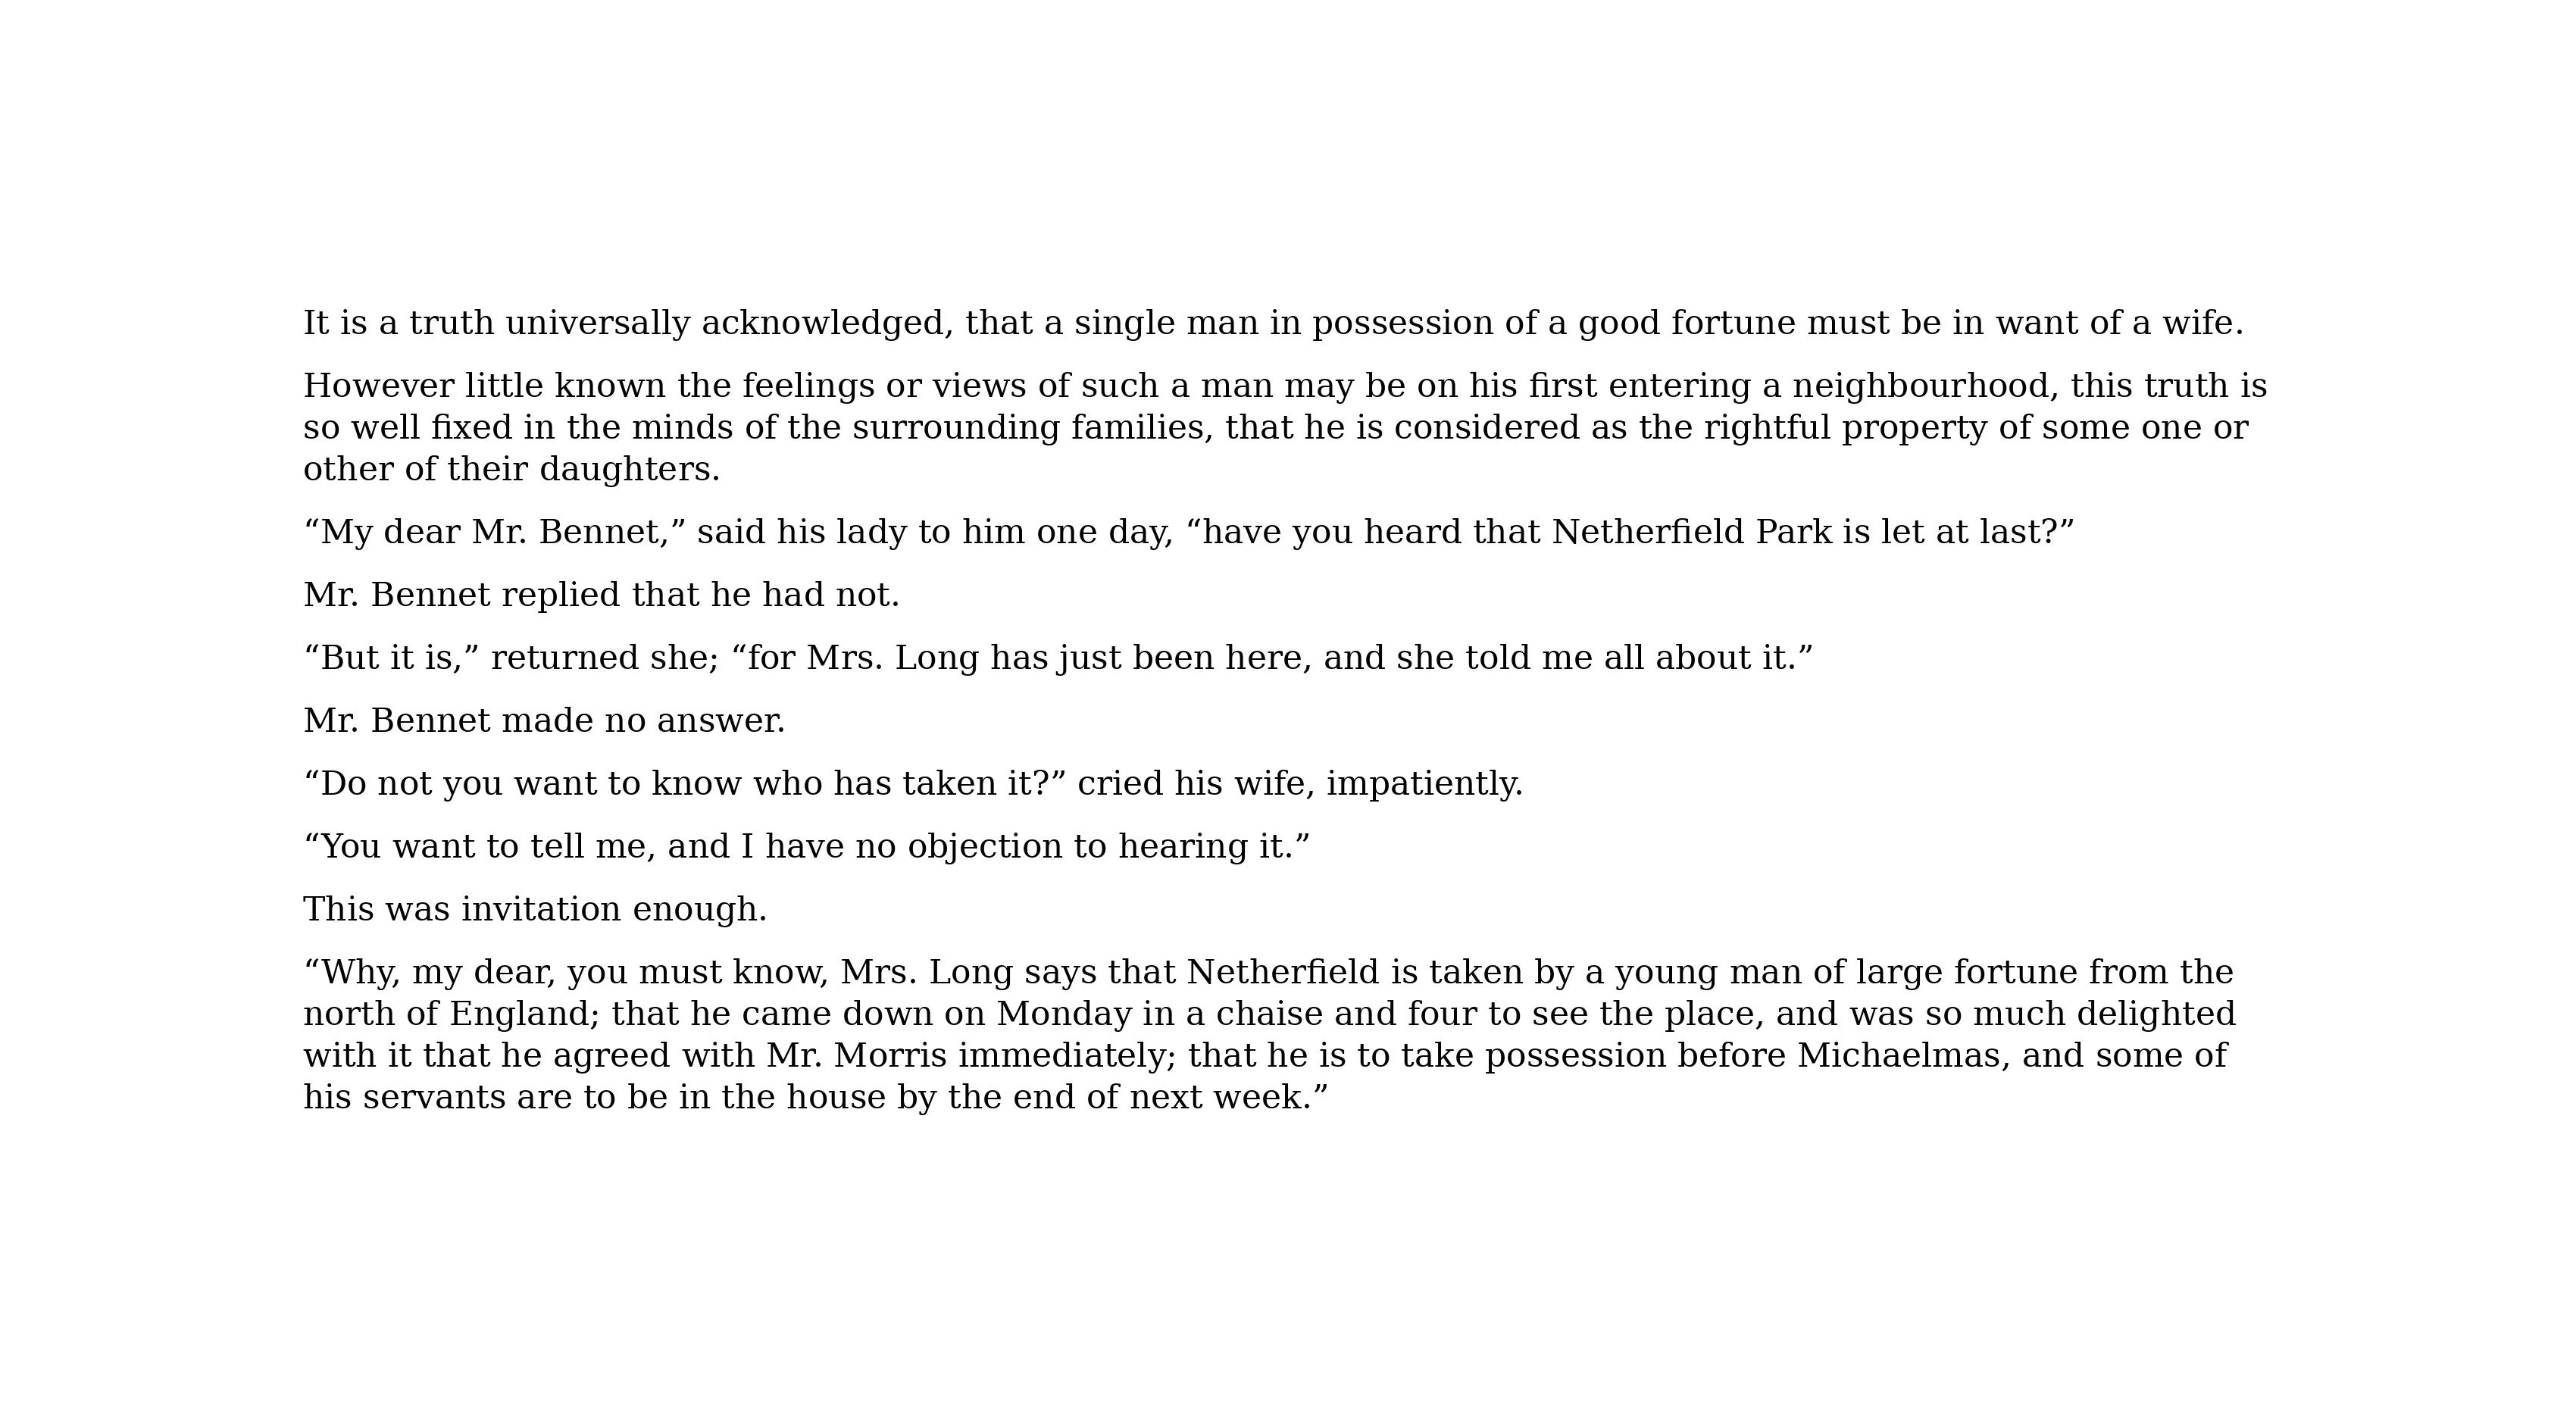 It is a truth universally acknowledged, that a single man in possession of a good fortune must be in want of a wife.
However little known the feelings or views of such a man may be on his first entering a neighbourhood, this truth is
so well fixed in the minds of the surrounding families, that he is considered as the rightful property of some one or
other of their daughters.
“My dear Mr. Bennet,” said his lady to him one day, “have you heard that Netherfield Park is let at last?”
Mr. Bennet replied that he had not.
“But it is,” returned she; “for Mrs. Long has just been here, and she told me all about it.”
Mr. Bennet made no answer.
“Do not you want to know who has taken it?” cried his wife, impatiently.
“You want to tell me, and I have no objection to hearing it.”
This was invitation enough.
“Why, my dear, you must know, Mrs. Long says that Netherfield is taken by a young man of large fortune from the
north of England; that he came down on Monday in a chaise and four to see the place, and was so much delighted
with it that he agreed with Mr. Morris immediately; that he is to take possession before Michaelmas, and some of
his servants are to be in the house by the end of next week.”